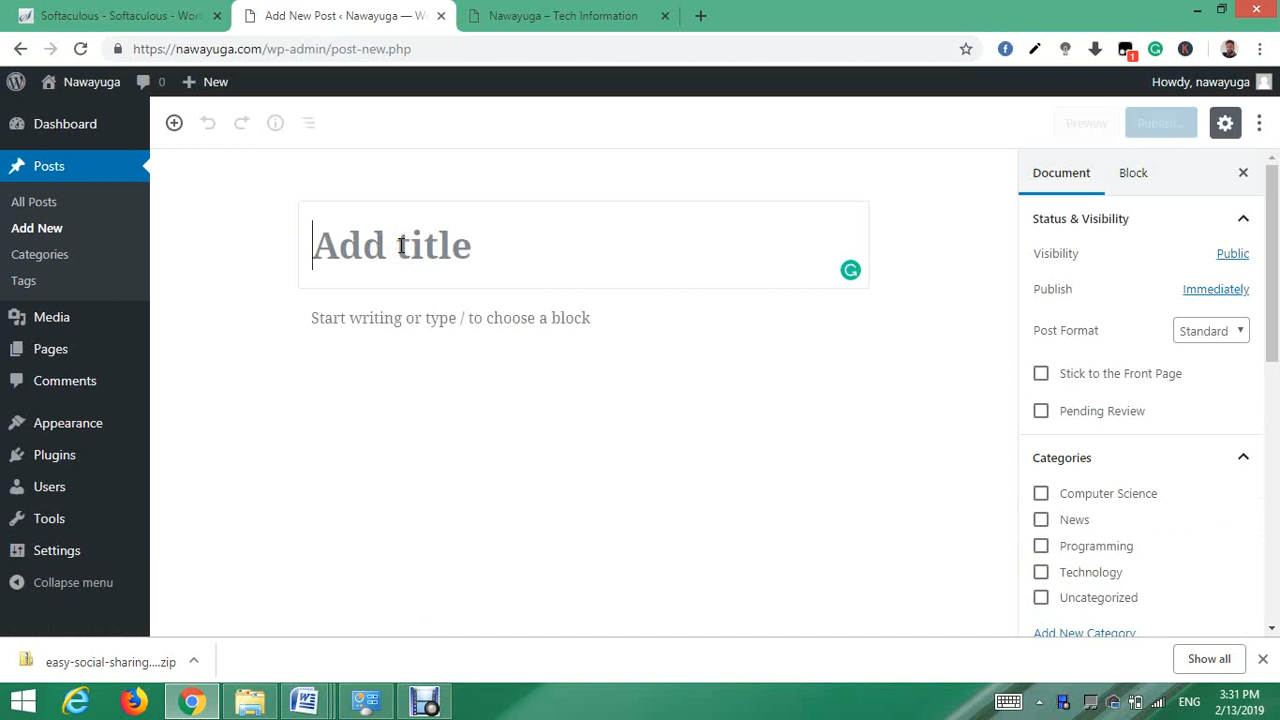 Softaculous - Softaculous - Wor
Add New Post ‹ Nawayuga — W
Nawayuga – Tech Information
https://nawayuga.com/wp-admin/post-new.php
1
Nawayuga
0
New
Howdy, nawayuga
Dashboard
Posts
All Posts
Add New
Categories
Tags
Media
Pages
Comments
Appearance
Plugins
Users
Tools
Settings
Collapse menu
Preview
Publish...
Add title
Start writing or type / to choose a block
Document
Block
Status & Visibility
Visibility
Public
Publish
Immediately
Post Format
Standard
Stick to the Front Page
Pending Review
Categories
Computer Science
News
Programming
Technology
Uncategorized
Add New Category
easy-social-sharing....zip
Show all
ENG
3:31 PM
2/13/2019